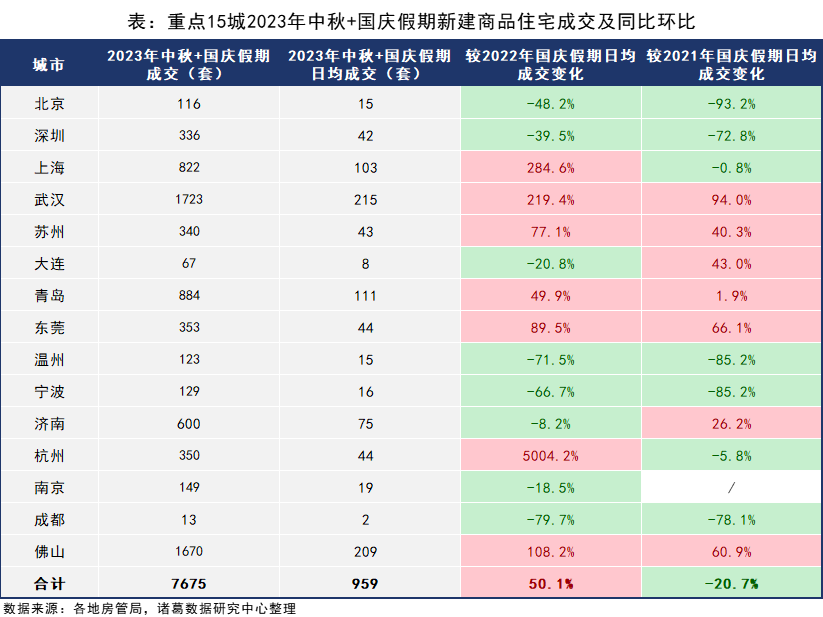 表：重点15城2023年中秋+国庆假期新建商品住宅成交及同比环比
城市 2023年中秋+国庆假期成交（套） 2023年中秋+国庆假期日均成交（套） 较2022年国庆假期日均成交变化 较2021年国庆假期日均成交变化
北京 116 15 -48.2% -93.2%
深圳 336 42 -39.5% -72.8%
上海 822 103 284.6% -0.8%
武汉 1723 215 219.4% 94.0%
苏州 340 43 77.1% 40.3%
大连 67 8 -20.8% 43.0%
青岛 884 111 49.9% 1.9%
东莞 353 44 89.5% 66.1%
温州 123 15 -71.5% -85.2%
宁波 129 16 -66.7% -85.2%
济南 600 75 -8.2% 26.2%
杭州 350 44 5004.2% -5.8%
南京 149 19 -18.5% /
成都 13 2 -79.7% -78.1%
佛山 1670 209 108.2% 60.9%
合计 7675 959 50.1% -20.7%
数据来源：各地房管局，诸葛数据研究中心整理